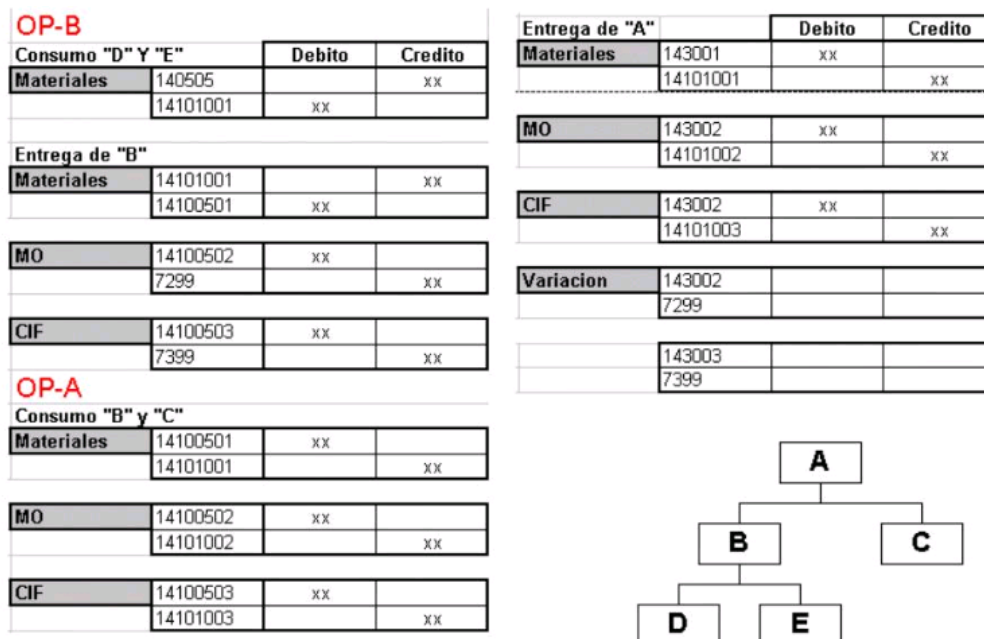 OP-B
Consumo "D" Y "E" Debito Credito
Materiales 140505 xx
14101001 xx
Entrega de "B"
Materiales 14101001 xx
14100501 xx
MO 14100502 xx
7299 xx
CIF 14100503 xx
7399 xx
OP-A
Consumo "B" y "C"
Materiales 14100501 xx
14101001 xx
MO 14100502 xx
14101002 xx
CIF 14100503 xx
14101003 xx
Entrega de "A" Debito Credito
Materiales 143001 xx
14101001 xx
MO 143002 xx
14101002 xx
CIF 143002 xx
14101003 xx
Variacion 143002
7299
143003
7399
A
B C
D E